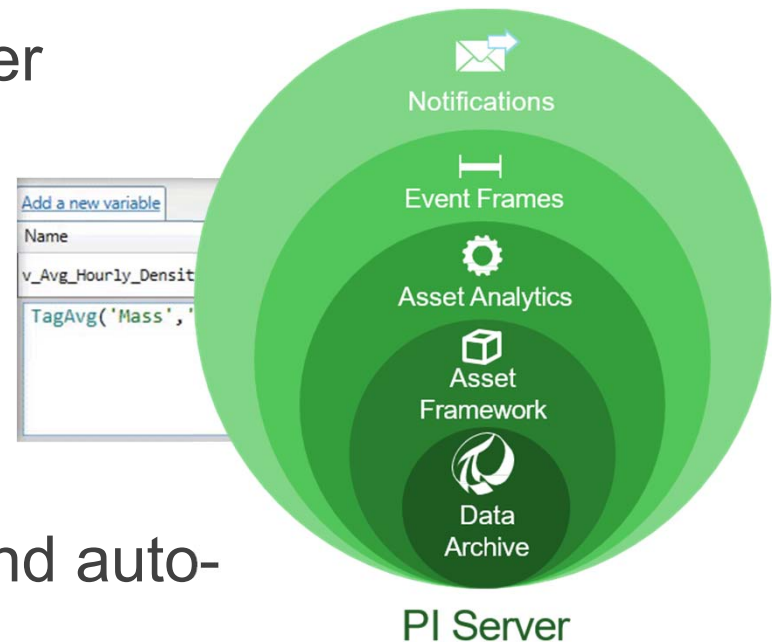 er
Add a new variable
Name
v_Avg_Hourly_Densit
TagAvg('Mass','
nd auto-
Notifications
Event Frames
Asset Analytics
Asset
Framework
Data
Archive
PI Server